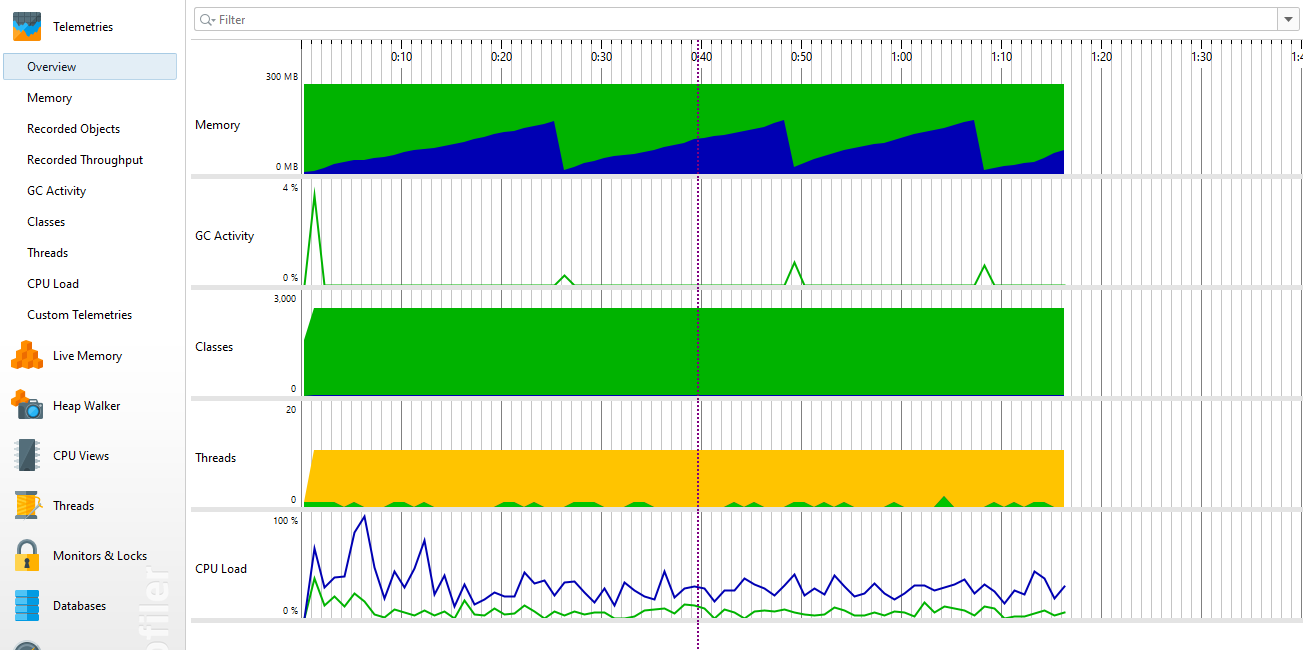 Telemetries
Overview
Memory
Recorded Objects
Recorded Throughput
GC Activity
Classes
Threads
CPU Load
Custom Telemetries
Live Memory
Heap Walker
CPU Views
Threads
Monitors & Locks
Databases
ofiler
Filter
0:10 0:20 0:30 0:40 0:50 1:00 1:10 1:20 1:30 1:4
300 MB
Memory
0 MB
4 %
GC Activity
0 %
3,000
Classes
0
20
Threads
0
100 %
CPU Load
0 %